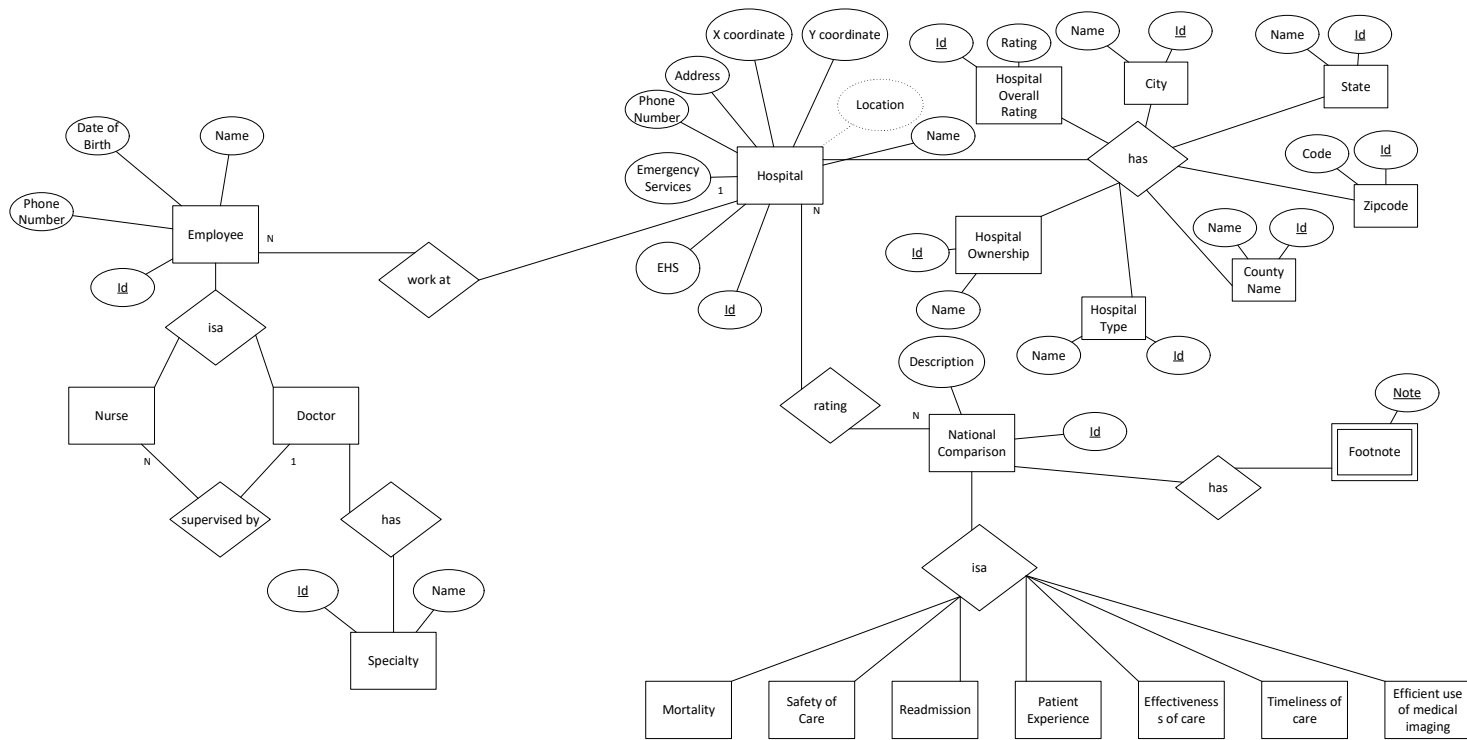 X coordinate
Y coordinate
Address
Phone
Number
Emergency
Services
EHS
Id
Location
Name
Hospital
1
N
Id
Rating
Hospital
Overall
Rating
Name
Id
City
Name
Id
State
Code
Id
Zipcode
Name
Id
County
Name
has
Id
Name
Hospital
Ownership
Hospital
Type
Name
Id
Date of
Birth
Name
Phone
Number
Id
Employee
N
work at
isa
Nurse
Doctor
N
1
supervised by
has
Id
Name
Specialty
rating
N
Description
Id
National
Comparison
has
Note
Footnote
isa
Mortality
Safety of
Care
Readmission
Patient
Experience
Effectivenes
s of care
Timeliness of
care
Efficient use
of medical
imaging